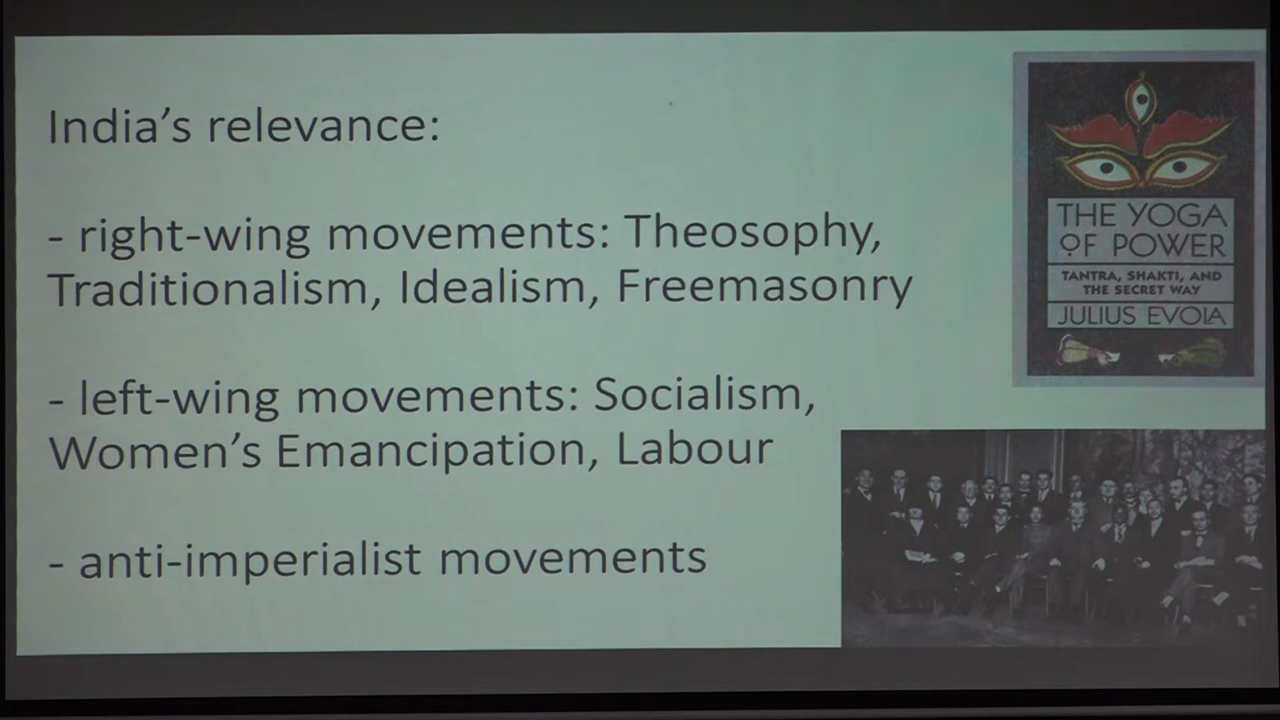 India's relevance:
- right-wing movements: Theosophy,
Traditionalism, Idealism, Freemasonry
- left-wing movements: Socialism,
Women's Emancipation, Labour
- anti-imperialist movements
THE YOGA
OF POWER
TANTRA, SHAKTI, AND
THE SECRET WAY
JULIUS EVOLA